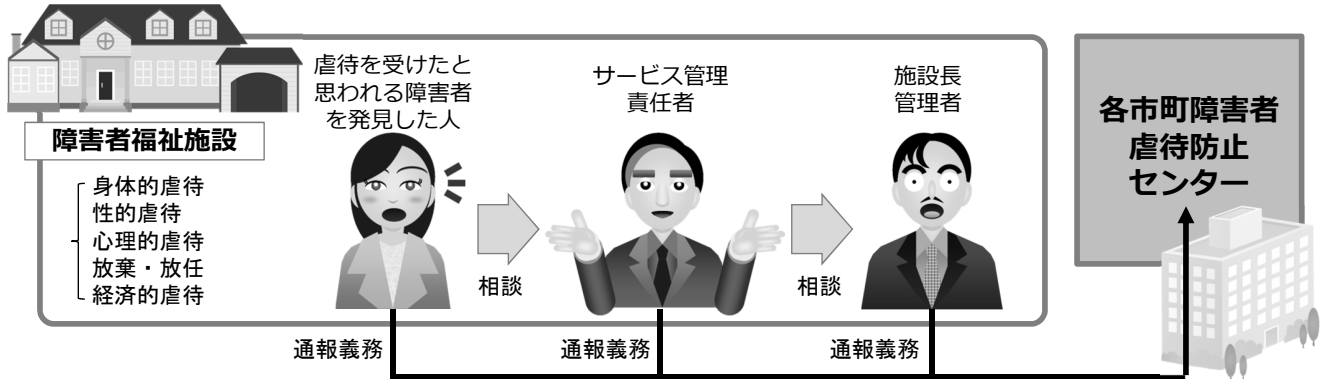 障害者福祉施設
身体的虐待
性的虐待
心理的虐待
放棄・放任
経済的虐待
虐待を受けたと
思われる障害者
を発見した人
相談
サービス管理
責任者
相談
施設長
管理者
通報義務
通報義務
通報義務
各市町障害者
虐待防止
センター